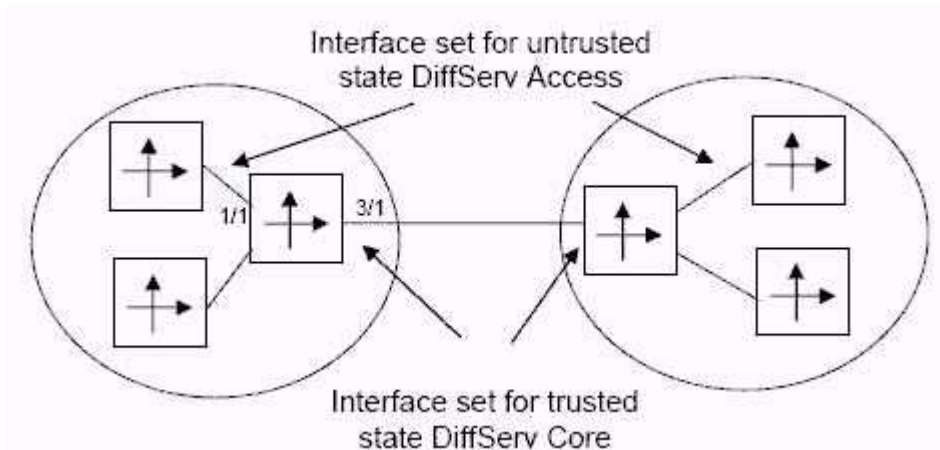 Interface set for untrusted
state DiffServ Access
1/1
3/1
Interface set for trusted
state DiffServ Core